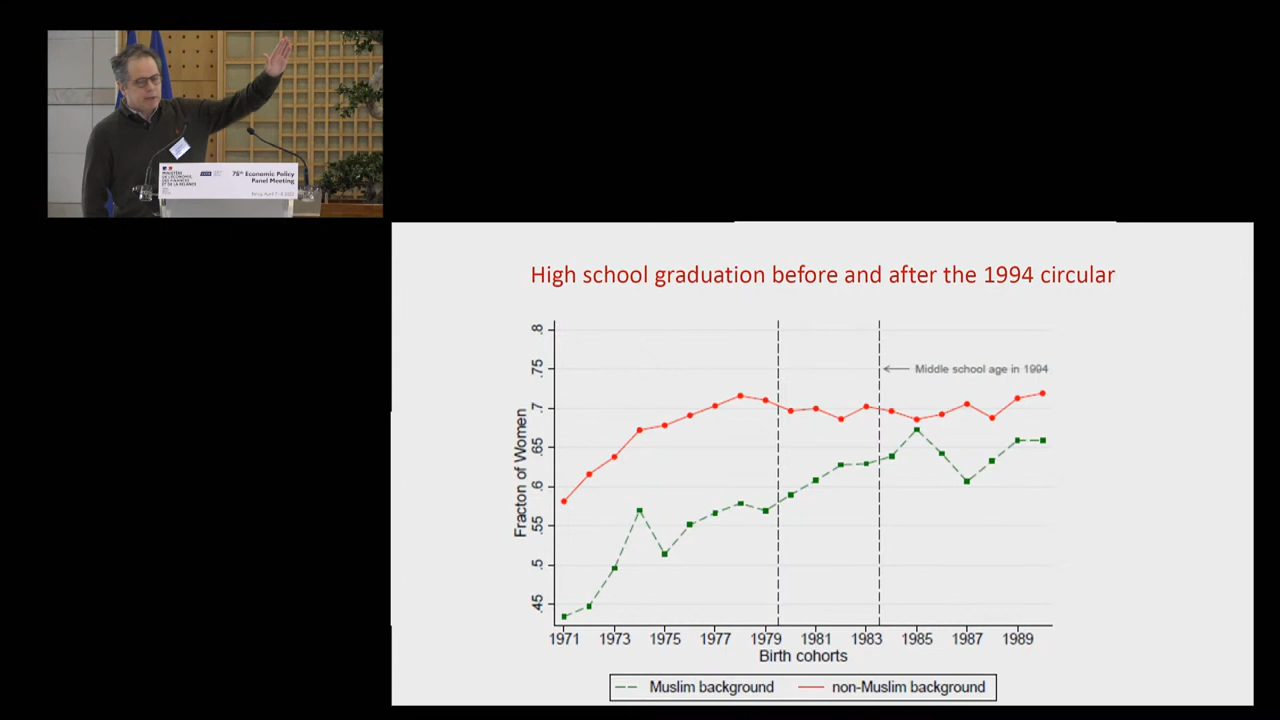 MINISTÈRE
DE L'ÉCONOMIE
DES FINANCES
ET DE LA RELANCE
75th Economic Policy
Panel Meeting
High school graduation before and after the 1994 circular
.8
.75
.7
.65
.6
.55
.5
.45
Fracton of Women
Middle school age in 1994
1971 1973 1975 1977 1979 1981 1983 1985 1987 1989
Birth cohorts
Muslim background non-Muslim background